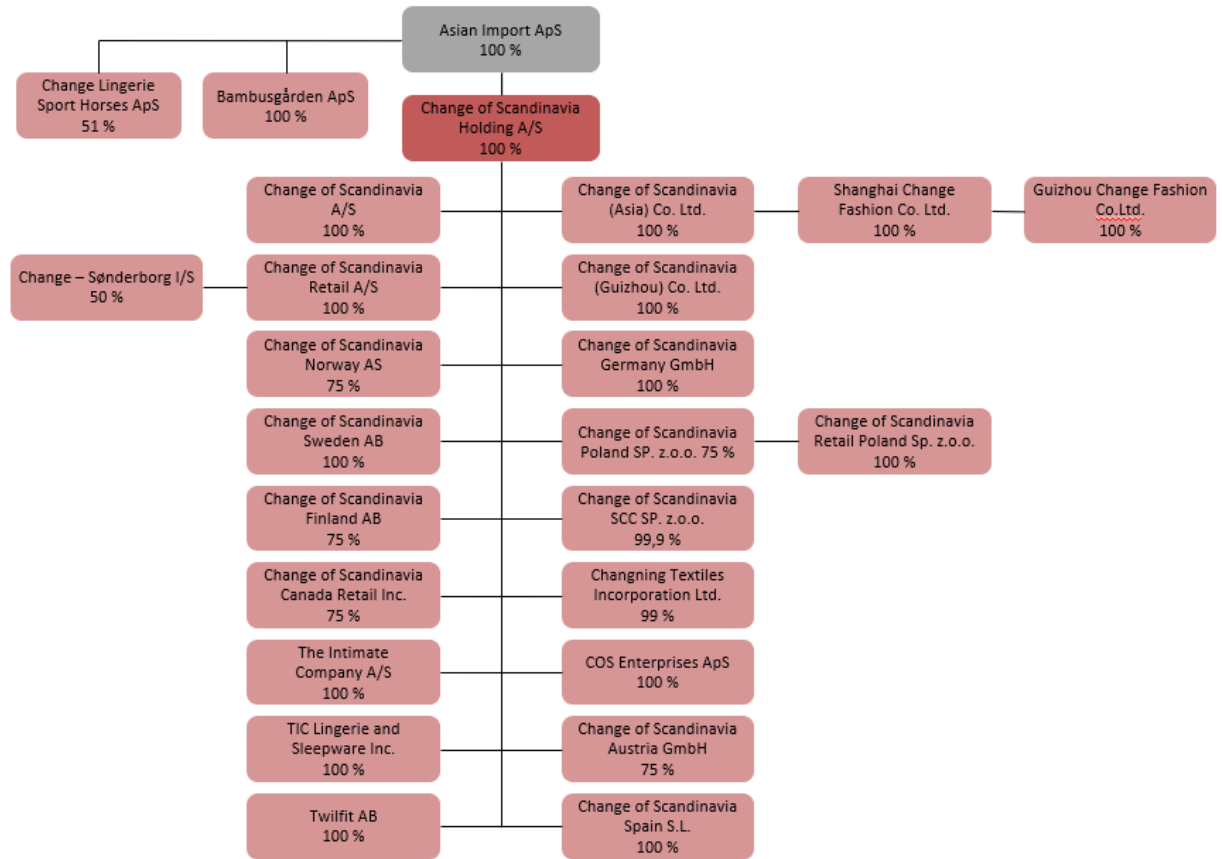 Asian Import ApS
100 %
Change Lingerie
Sport Horses ApS
51 %
Bambusgården ApS
100 %
Change of Scandinavia
Holding A/S
100 %
Change of Scandinavia
A/S
100 %
Change of Scandinavia
(Asia) Co. Ltd.
100 %
Shanghai Change
Fashion Co. Ltd.
100 %
Guizhou Change Fashion
Co.Ltd.
100 %
Change – Sønderborg I/S
50 %
Change of Scandinavia
Retail A/S
100 %
Change of Scandinavia
(Guizhou) Co. Ltd.
100 %
Change of Scandinavia
Norway AS
75 %
Change of Scandinavia
Germany GmbH
100 %
Change of Scandinavia
Sweden AB
100 %
Change of Scandinavia
Poland SP. z.o.o. 75 %
Change of Scandinavia
Retail Poland Sp. z.o.o.
100 %
Change of Scandinavia
Finland AB
75 %
Change of Scandinavia
SCC SP. z.o.o.
99,9 %
Change of Scandinavia
Canada Retail Inc.
75 %
Changning Textiles
Incorporation Ltd.
99 %
The Intimate
Company A/S
100 %
COS Enterprises ApS
100 %
TIC Lingerie and
Sleepware Inc.
100 %
Change of Scandinavia
Austria GmbH
75 %
Twilfit AB
100 %
Change of Scandinavia
Spain S.L.
100 %